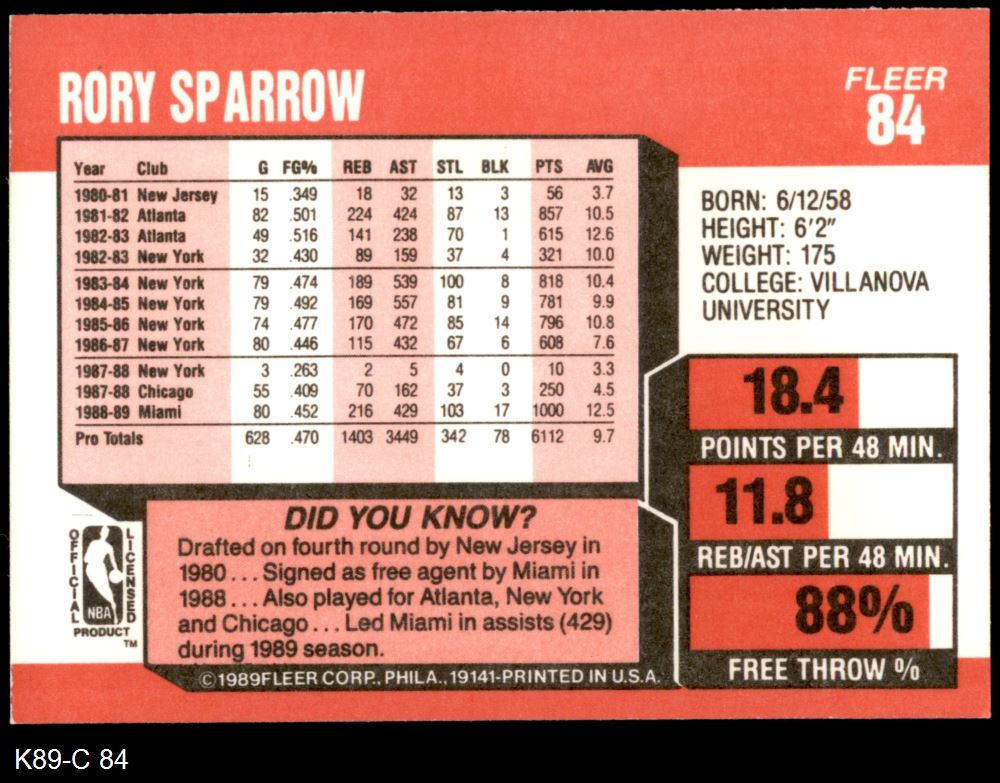 RORY SPARROW
FLEER
84
Year Club G FG% REB AST STL BLK PTS AVG
1980-81 New Jersey 15 .349 18 32 13 3 56 3.7
1981-82 Atlanta 82 .501 224 424 87 13 857 10.5
1982-83 Atlanta 49 .516 141 238 70 1 615 12.6
1982-83 New York 32 .430 89 159 37 4 321 10.0
1983-84 New York 79 .474 189 539 100 8 818 10.4
1984-85 New York 79 .492 169 557 81 9 781 9.9
1985-86 New York 74 .477 170 472 85 14 796 10.8
1986-87 New York 80 .446 115 432 67 6 608 7.6
1987-88 New York 3 .263 2 5 4 0 10 3.3
1987-88 Chicago 55 .409 70 162 37 3 250 4.5
1988-89 Miami 80 .452 216 429 103 17 1000 12.5
Pro Totals 628 .470 1403 3449 342 78 6112 9.7
BORN: 6/12/58
HEIGHT: 6'2"
WEIGHT: 175
COLLEGE: VILLANOVA
UNIVERSITY
18.4
POINTS PER 48 MIN.
11.8
REB/AST PER 48 MIN.
88%
FREE THROW %
DID YOU KNOW?
Drafted on fourth round by New Jersey in
1980 . . . Signed as free agent by Miami in
1988 . . . Also played for Atlanta, New York
and Chicago . . . Led Miami in assists (429)
during 1989 season.
OFFICIAL
NBA
LICENSED
PRODUCT
TM
©1989 FLEER CORP., PHILA., 19141-PRINTED IN U.S.A.
K89-C 84